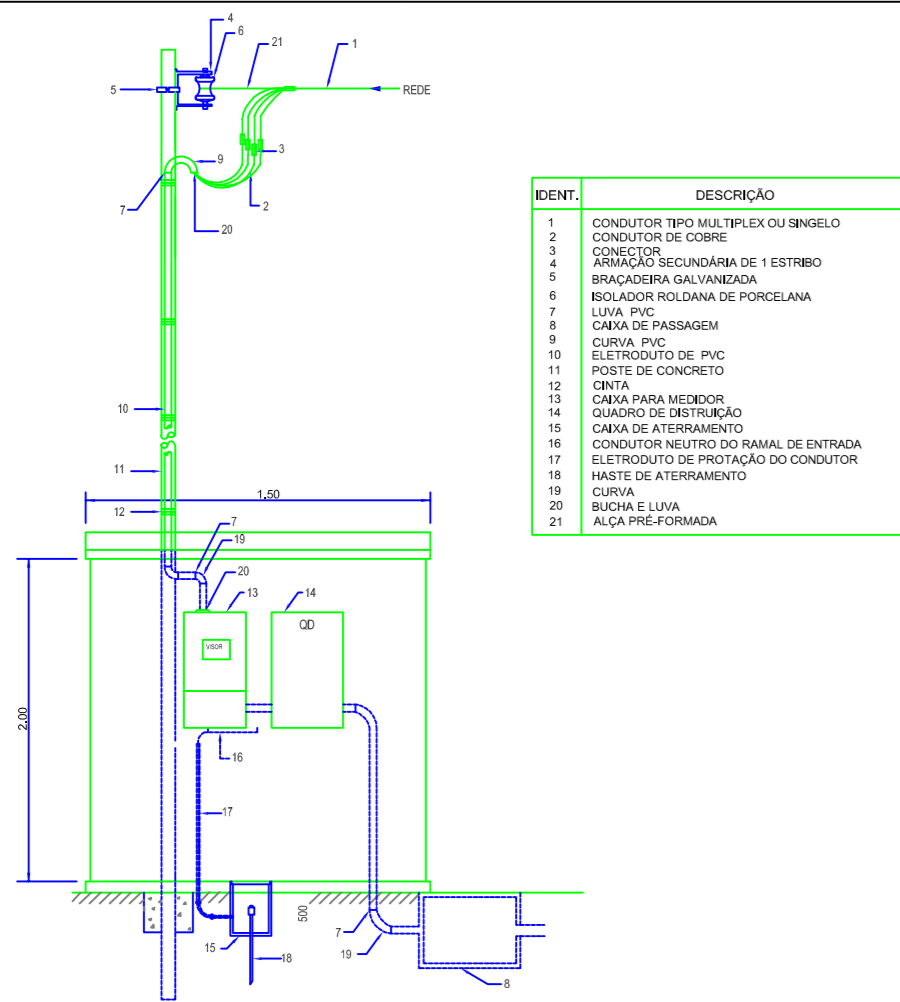 4
6
21
1
5
REDE
3
9
7
2
20
10
11
1.50
12
7
19
20
13
14
QD
VISOR
2.00
16
17
500
7
15
18
19
8
IDENT. DESCRIÇÃO
1 CONDUTOR TIPO MULTIPLEX OU SINGELO
2 CONDUTOR DE COBRE
3 CONECTOR
4 ARMAÇÃO SECUNDÁRIA DE 1 ESTRIBO
5 BRAÇADEIRA GALVANIZADA
6 ISOLADOR ROLDANA DE PORCELANA
7 LUVA PVC
8 CAIXA DE PASSAGEM
9 CURVA PVC
10 ELETRODUTO DE PVC
11 POSTE DE CONCRETO
12 CINTA
13 CAIXA PARA MEDIDOR
14 QUADRO DE DISTRUIÇÃO
15 CAIXA DE ATERRAMENTO
16 CONDUTOR NEUTRO DO RAMAL DE ENTRADA
17 ELETRODUTO DE PROTAÇÃO DO CONDUTOR
18 HASTE DE ATERRAMENTO
19 CURVA
20 BUCHA E LUVA
21 ALÇA PRÉ-FORMADA